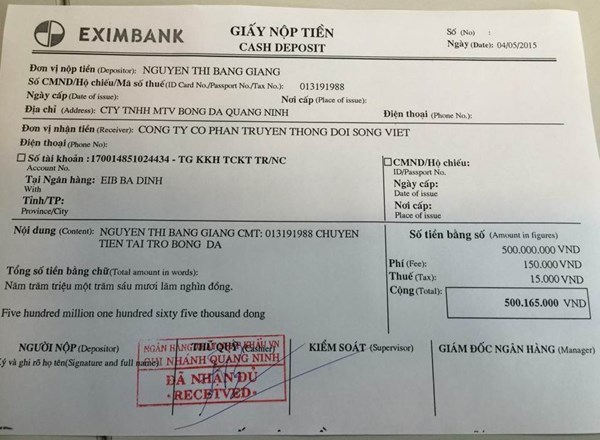 EXIMBANK
GIẤY NỘP TIỀN
CASH DEPOSIT
Số (No) :
Ngày (Date): 04/05/2015
Đơn vị nộp tiền (Depositor): NGUYEN THI BANG GIANG
Số CMND/Hộ chiếu/Mã số thuế(ID Card No./Passport No./Tax No.) 013191988
Ngày cấp(Date of issue): Nơi cấp (Place of issue):
Địa chỉ (Address): CTY TNHH MTV BONG DA QUANG NINH Điện thoại (Phone No.):
Đơn vị nhận tiền (Receiver): CONG TY CO PHAN TRUYEN THONG DOI SONG VIET
Điện thoại (Phone No):
Số tài khoản :170014851024434 - TG KKH TCKT TR/NC
Account No.
Tại Ngân hàng: EIB BA DINH
With
Tỉnh/TP:
Province/City
CMND/Hộ chiếu:
ID/Passport No.
Ngày cấp:
Date of issue
Nơi cấp:
Place of issue
Nội dung (Content): NGUYEN THI BANG GIANG CMT: 013191988 CHUYEN
TIEN TAI TRO BONG DA
Tổng số tiền bằng chữ(Total amount in words):
Năm trăm triệu một trăm sáu mươi lăm nghìn đồng.
Five hundred million one hundred sixty five thousand dong
Số tiền bằng số (Amount in figures)
500.000.000 VND
Phí (Fee): 150.000 VND
Thuế (Tax): 15.000 VND
Cộng (Total):
500.165.000 VND
NGƯỜI NỘP (Depositor) THỦ QUỸ (Cashier) KIỂM SOÁT (Supervisor) GIÁM ĐỐC NGÂN HÀNG (Manager)
ý và ghi rõ họ tên(Signature and full name)
CHI NHÁNH QUANG NINH
ĐÃ NHẬN ĐỦ
RECEIVED